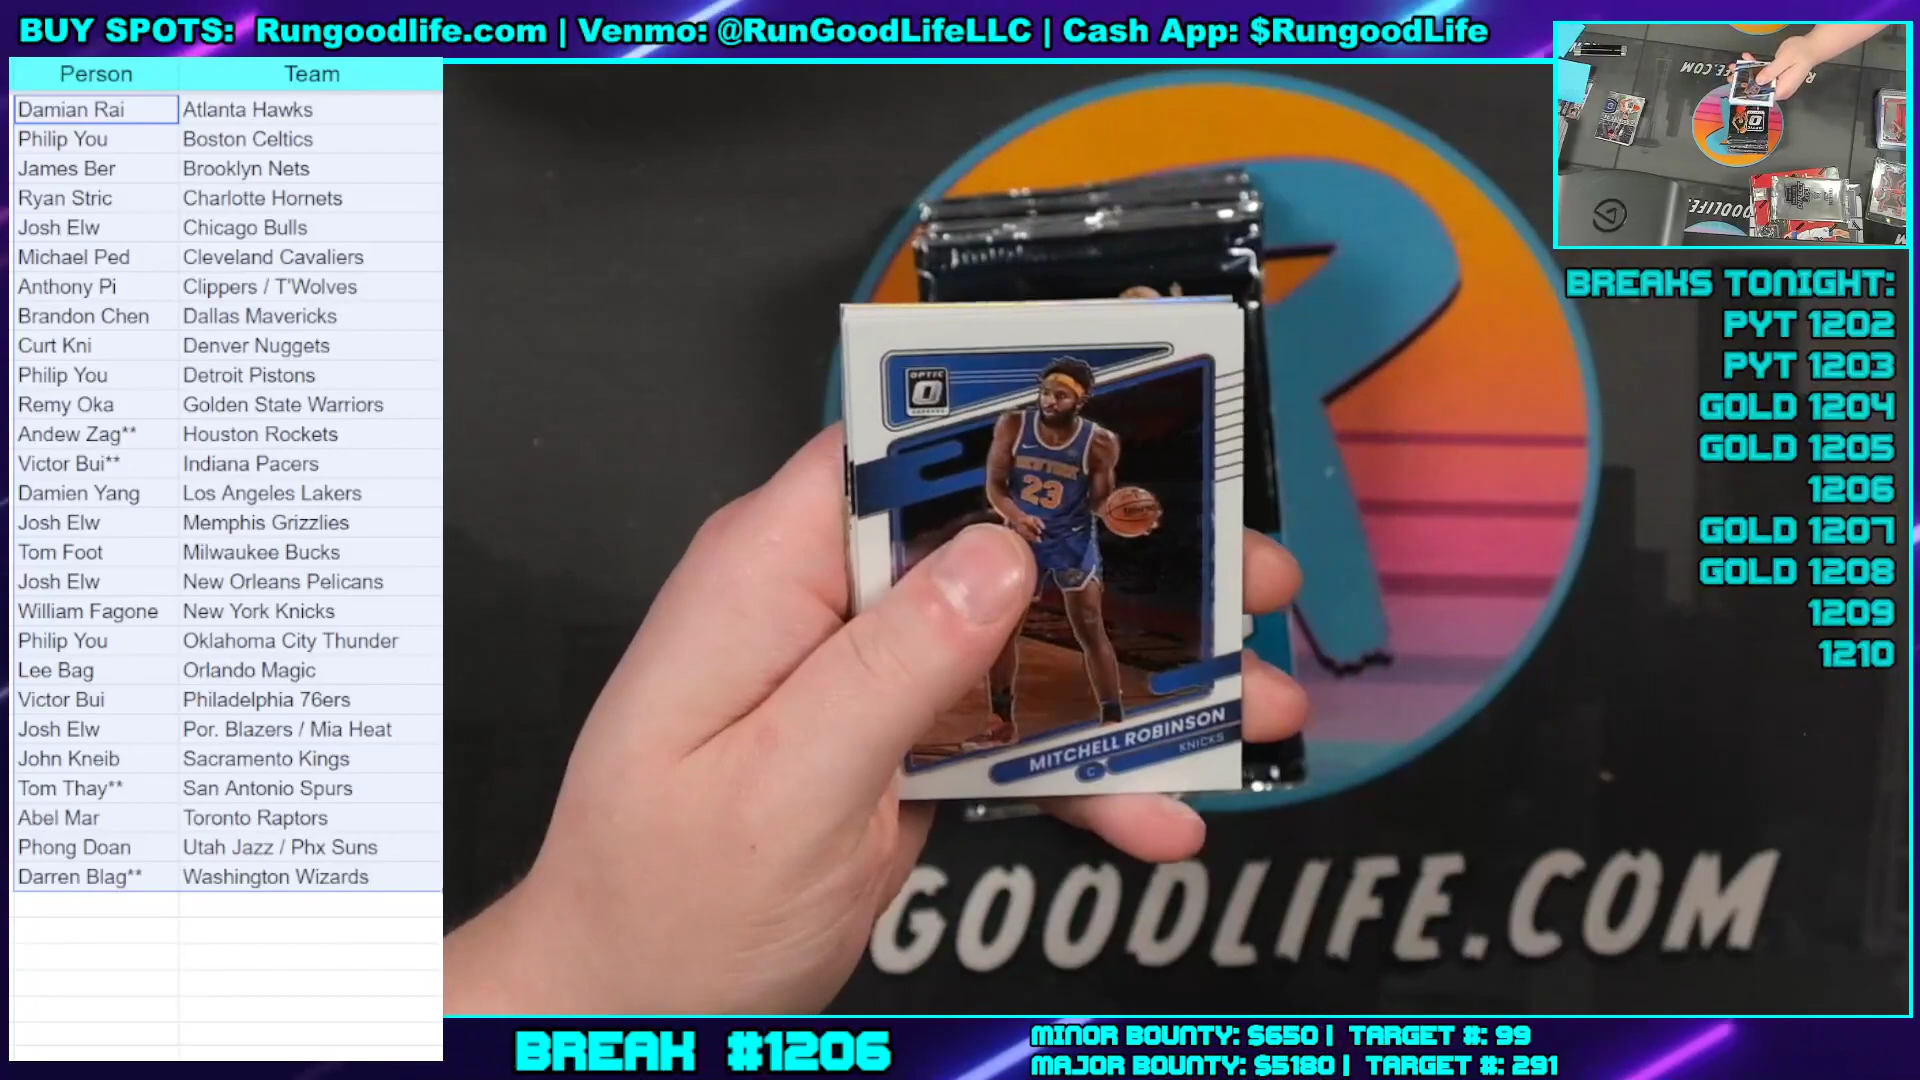 BUY SPOTS: Rungoodlife.com | Venmo: @RunGoodLifeLLC | Cash App: $RungoodLife
Person Team
Damian Rai Atlanta Hawks
Philip You Boston Celtics
James Ber Brooklyn Nets
Ryan Stric Charlotte Hornets
Josh Elw Chicago Bulls
Michael Ped Cleveland Cavaliers
Anthony Pi Clippers / T'Wolves
Brandon Chen Dallas Mavericks
Curt Kni Denver Nuggets
Philip You Detroit Pistons
Remy Oka Golden State Warriors
Andew Zag** Houston Rockets
Victor Bui** Indiana Pacers
Damien Yang Los Angeles Lakers
Josh Elw Memphis Grizzlies
Tom Foot Milwaukee Bucks
Josh Elw New Orleans Pelicans
William Fagone New York Knicks
Philip You Oklahoma City Thunder
Lee Bag Orlando Magic
Victor Bui Philadelphia 76ers
Josh Elw Por. Blazers / Mia Heat
John Kneib Sacramento Kings
Tom Thay** San Antonio Spurs
Abel Mar Toronto Raptors
Phong Doan Utah Jazz / Phx Suns
Darren Blag** Washington Wizards
OPTIC
NEW YORK
23
MITCHELL ROBINSON
KNICKS
C
GOODLIFE.COM
BREAKS TONIGHT:
PYT 1202
PYT 1203
GOLD 1204
GOLD 1205
1206
GOLD 1207
GOLD 1208
1209
1210
BREAK #1206
MINOR BOUNTY: $650 | TARGET #: 99
MAJOR BOUNTY: $5180 | TARGET #: 291